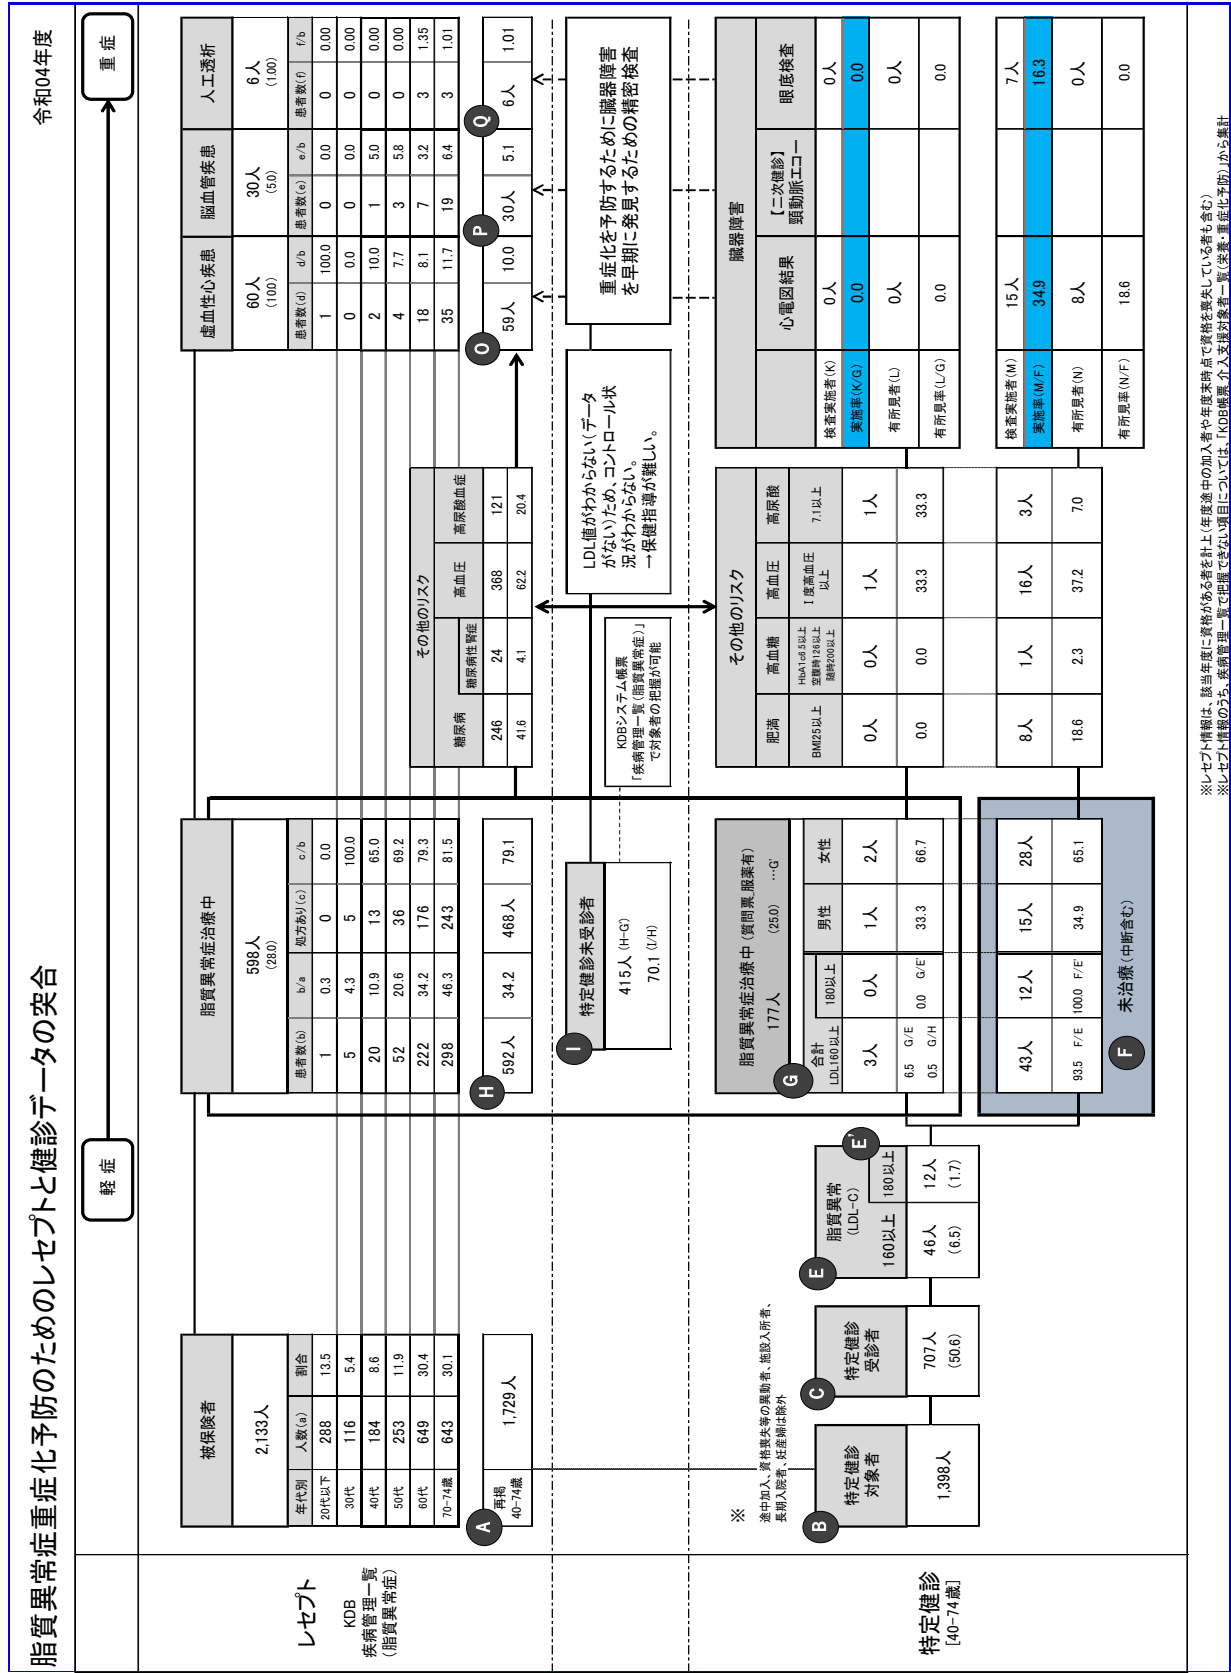 脂質異常症重症化予防のためのレセプトと健診データの突合
令和04年度
軽症
重症
レセプト
KDB
疾病管理一覧
（脂質異常症）
被保険者
2,133人
年代別 人数(a) 割合
20代以下 288 13.5
30代 116 5.4
40代 184 8.6
50代 253 11.9
60代 649 30.4
70-74歳 643 30.1
A
再掲
40-74歳
1,729人
脂質異常症治療中
598人
(28.0)
患者数(b) b/a 処方あり(c) c/b
1 0.3 0 0.0
5 4.3 5 100.0
20 10.9 13 65.0
52 20.6 36 69.2
222 34.2 176 79.3
298 46.3 243 81.5
H
592人 34.2 468人 79.1
その他のリスク
糖尿病 糖尿病性腎症 高血圧 高尿酸血症
246 24 368 121
41.6 4.1 62.2 20.4
虚血性心疾患 脳血管疾患 人工透析
60人 30人 6人
(10.0) (5.0) (1.00)
患者数(d) d/b 患者数(e) e/b 患者数(f) f/b
1 100.0 0 0.0 0 0.00
0 0.0 0 0.0 0 0.00
2 10.0 1 5.0 0 0.00
4 7.7 3 5.8 0 0.00
18 8.1 7 3.2 3 1.35
35 11.7 19 6.4 3 1.01
O P Q
59人 10.0 30人 5.1 6人 1.01
I
特定健診未受診者
415人 (H-G')
70.1 (I/H)
KDBシステム帳票
「疾病管理一覧（脂質異常症）」
で対象者の把握が可能
LDL値がわからない（データ
がない）ため、コントロール状
況がわからない。
→保健指導が難しい。
重症化を予防するために臓器障害
を早期に発見するための精密検査
特定健診
[40-74歳]
※
途中加入、資格喪失等の異動者、施設入所者、
長期入院者、妊産婦は除外
B
特定健診
対象者
1,398人
C
特定健診
受診者
707人
(50.6)
E
脂質異常
(LDL-C)
E'
160以上 180以上
46人 12人
(6.5) (1.7)
脂質異常症治療中（質問票_服薬有）
177人 (25.0) …G'
G
合計
LDL160以上
180以上 男性 女性
3人 0人 1人 2人
6.5 G/E 0.0 G/E' 33.3 66.7
0.5 G/H
43人 12人 15人 28人
93.5 F/E 100.0 F/E' 34.9 65.1
F
未治療（中断含む）
その他のリスク
肥満 高血糖 高血圧 高尿酸
BMI25以上
HbA1c6.5以上
空腹時126以上
随時200以上
Ⅰ度高血圧
以上
7.1以上
0人 0人 1人 1人
0.0 0.0 33.3 33.3
8人 1人 16人 3人
18.6 2.3 37.2 7.0
臓器障害
心電図結果
【二次健診】
頸動脈エコー
眼底検査
検査実施者(K) 0人 0人
実施率(K/G) 0.0 0.0
有所見者(L) 0人 0人
有所見率(L/G) 0.0 0.0
検査実施者(M) 15人 7人
実施率(M/F) 34.9 16.3
有所見者(N) 8人 0人
有所見率(N/F) 18.6 0.0
※レセプト情報は、該当年度に資格がある者を計上（年度途中の加入者や年度末時点で資格を喪失している者も含む）
※レセプト情報のうち、疾病管理一覧で把握できない項目については、「KDB帳票_介入支援対象者一覧（栄養・重症化予防）」から集計